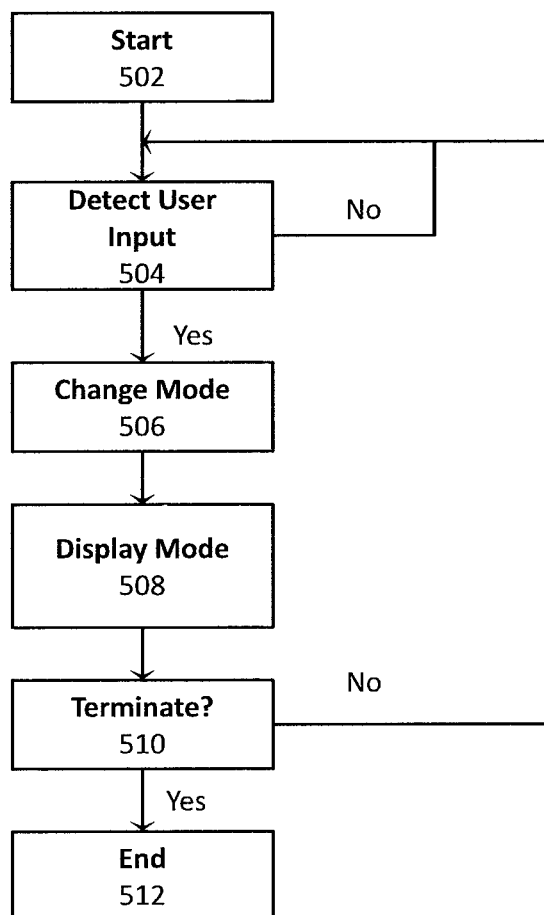 Start
502
Detect User
Input
504
No
Yes
Change Mode
506
Display Mode
508
Terminate?
510
No
Yes
End
512